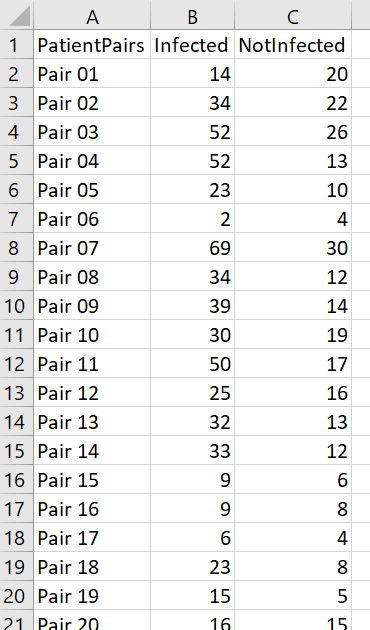 A B C
1 PatientPairs Infected NotInfected
2 Pair 01 14 20
3 Pair 02 34 22
4 Pair 03 52 26
5 Pair 04 52 13
6 Pair 05 23 10
7 Pair 06 2 4
8 Pair 07 69 30
9 Pair 08 34 12
10 Pair 09 39 14
11 Pair 10 30 19
12 Pair 11 50 17
13 Pair 12 25 16
14 Pair 13 32 13
15 Pair 14 33 12
16 Pair 15 9 6
17 Pair 16 9 8
18 Pair 17 6 4
19 Pair 18 23 8
20 Pair 19 15 5
21 Pair 20 16 15